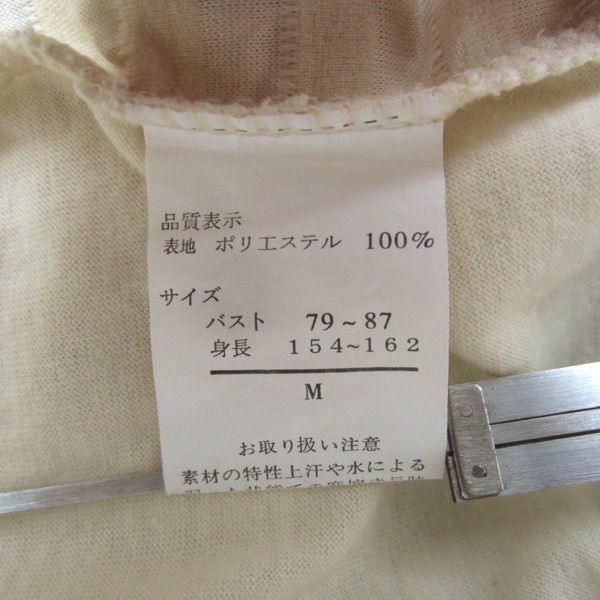 品質表示
表地 ポリエステル 100%
サイズ
バスト 79~87
身長 154~162
M
お取り扱い注意
素材の特性上汗や水による